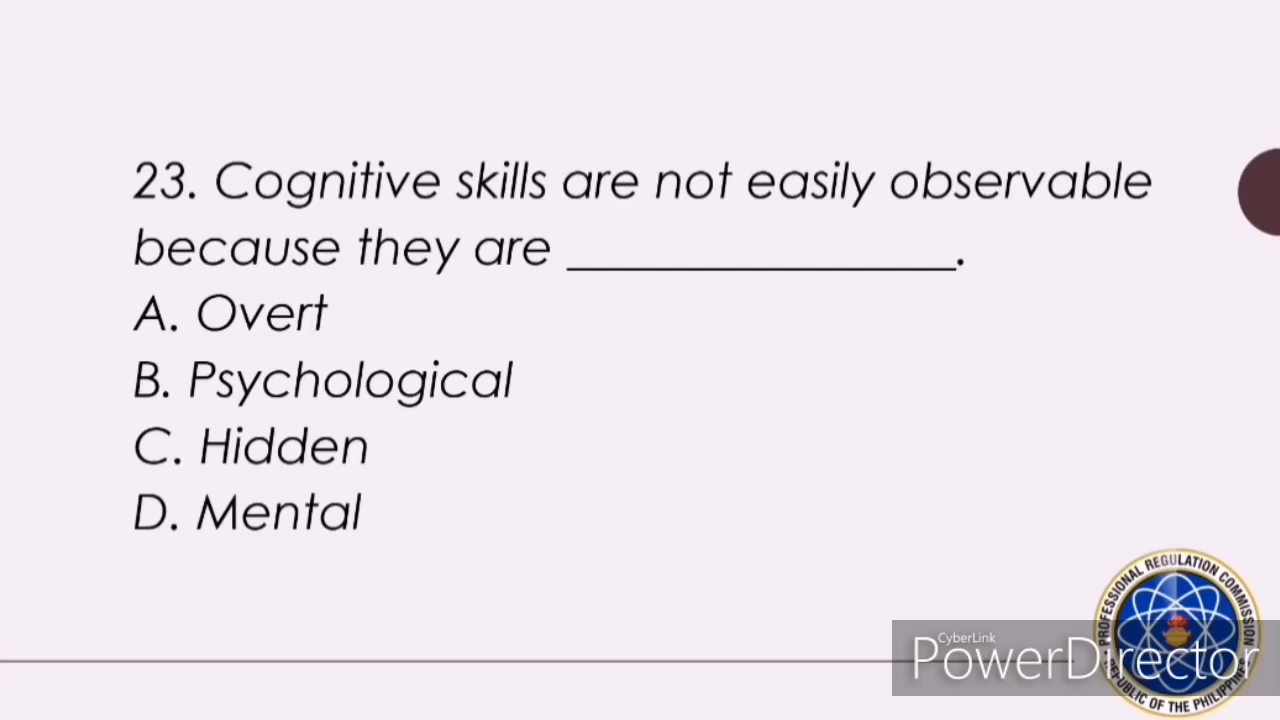 23. Cognitive skills are not easily observable
because they are _______________.
A. Overt
B. Psychological
C. Hidden
D. Mental
PROFESSIONAL REGULATION COMMISSION
CyberLink
PowerDirector
REPUBLIC OF THE PHILIPPINES